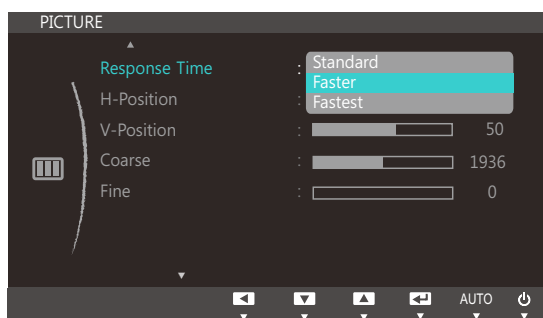 PICTURE
Response Time : Standard
Faster
H-Position : Fastest
V-Position : 50
Coarse : 1936
Fine : 0
AUTO